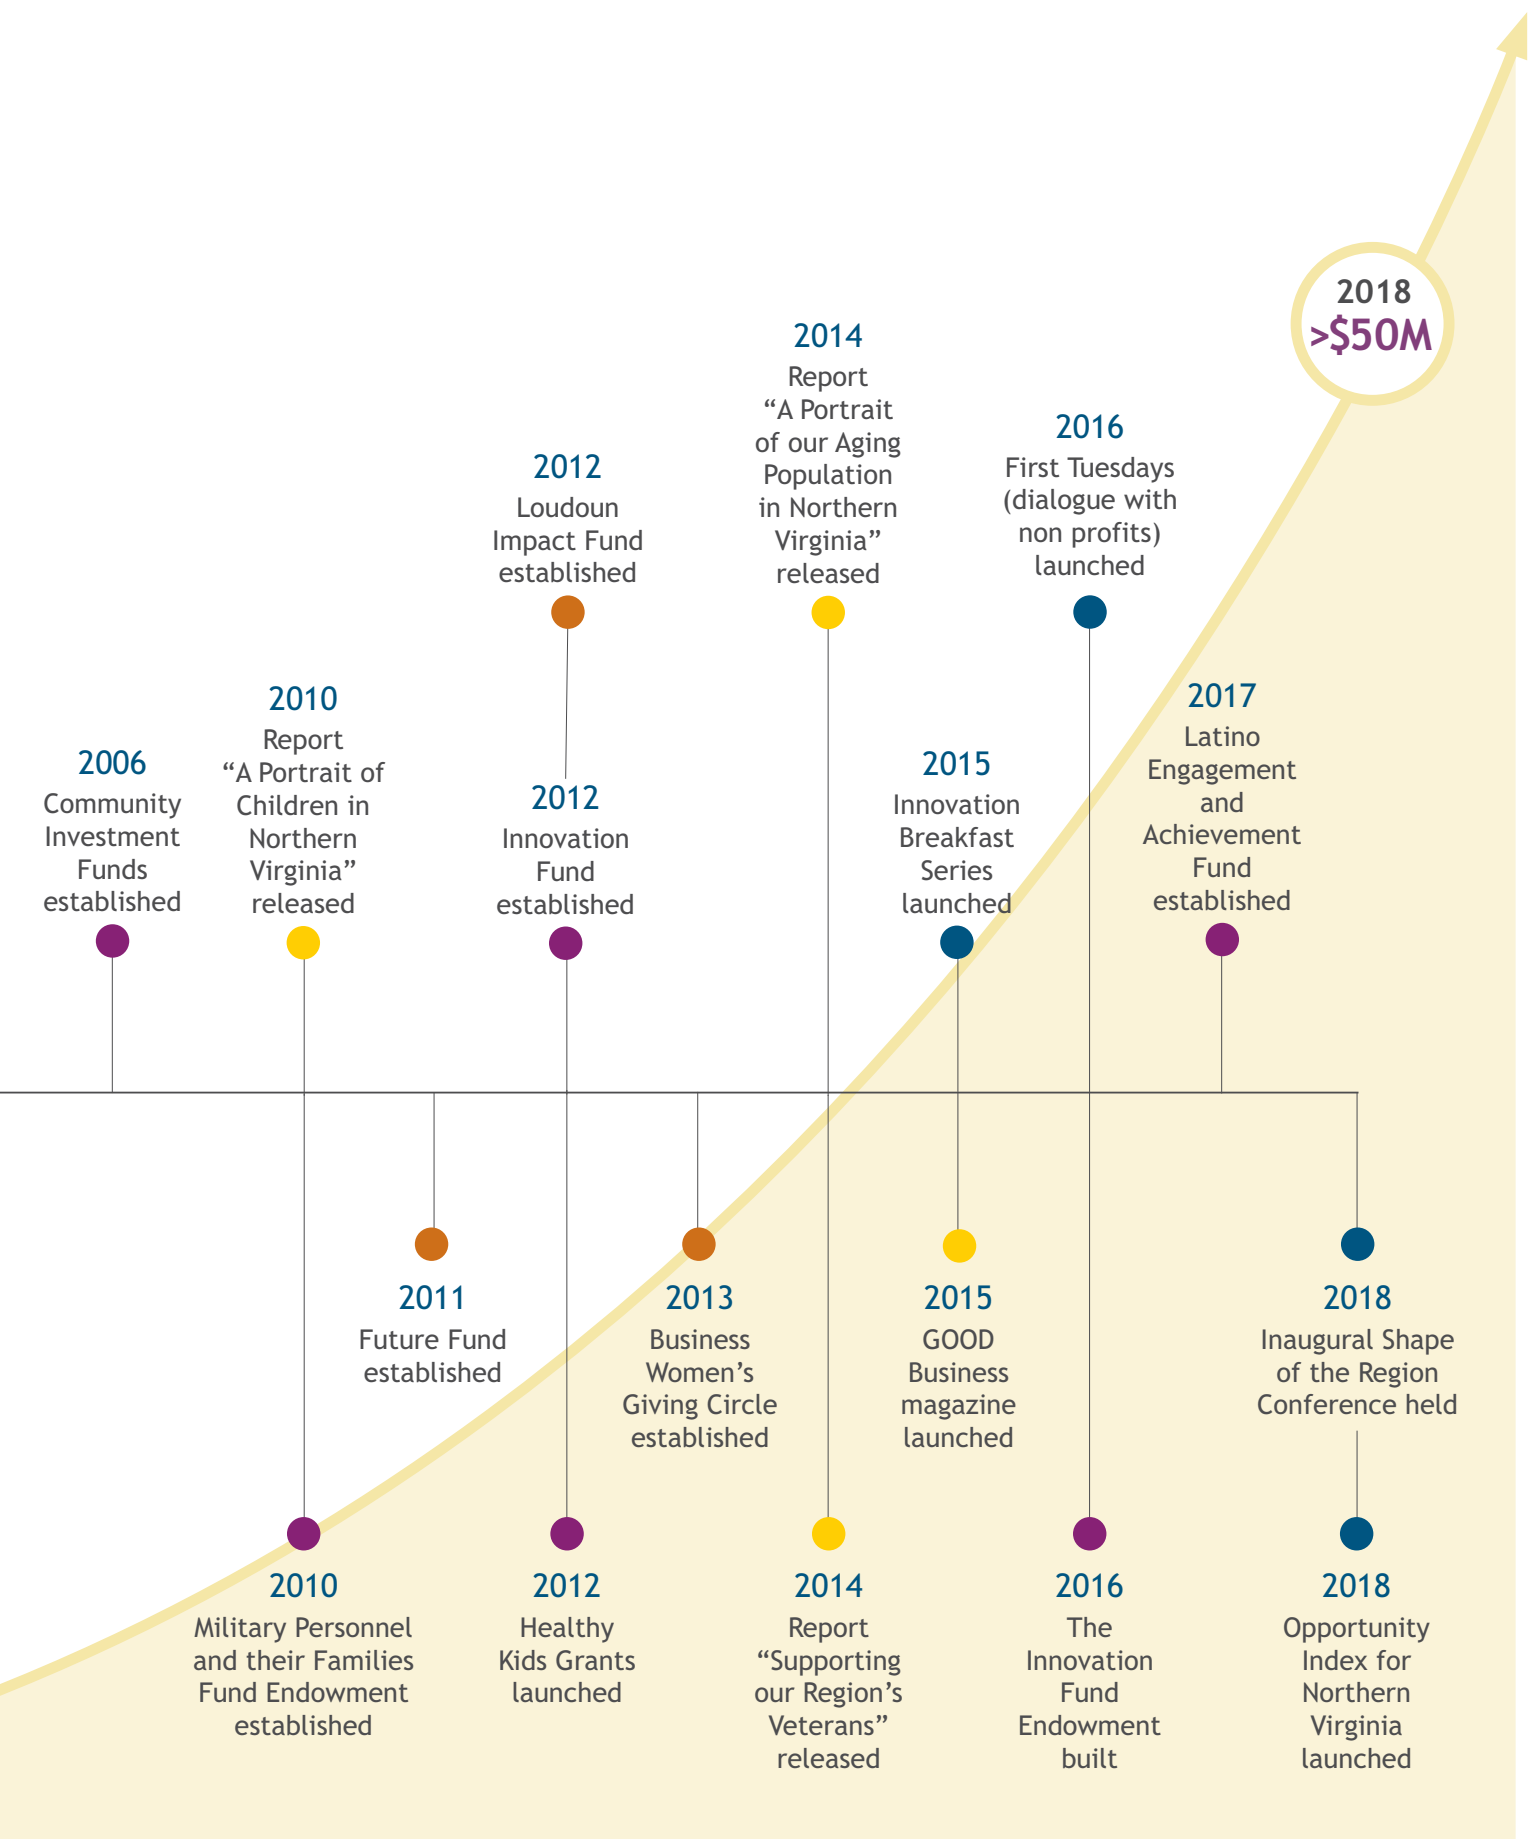 2018
>$50M
2014
Report
“A Portrait
of our Aging
Population
in Northern
Virginia”
released
2016
First Tuesdays
(dialogue with
non profits)
launched
2012
Loudoun
Impact Fund
established
2010
Report
“A Portrait of
Children in
Northern
Virginia”
released
2017
Latino
Engagement
and
Achievement
Fund
established
2006
Community
Investment
Funds
established
2012
Innovation
Fund
established
2015
Innovation
Breakfast
Series
launched
2011
Future Fund
established
2013
Business
Women’s
Giving Circle
established
2015
GOOD
Business
magazine
launched
2018
Inaugural Shape
of the Region
Conference held
2010
Military Personnel
and their Families
Fund Endowment
established
2012
Healthy
Kids Grants
launched
2014
Report
“Supporting
our Region’s
Veterans”
released
2016
The
Innovation
Fund
Endowment
built
2018
Opportunity
Index for
Northern
Virginia
launched